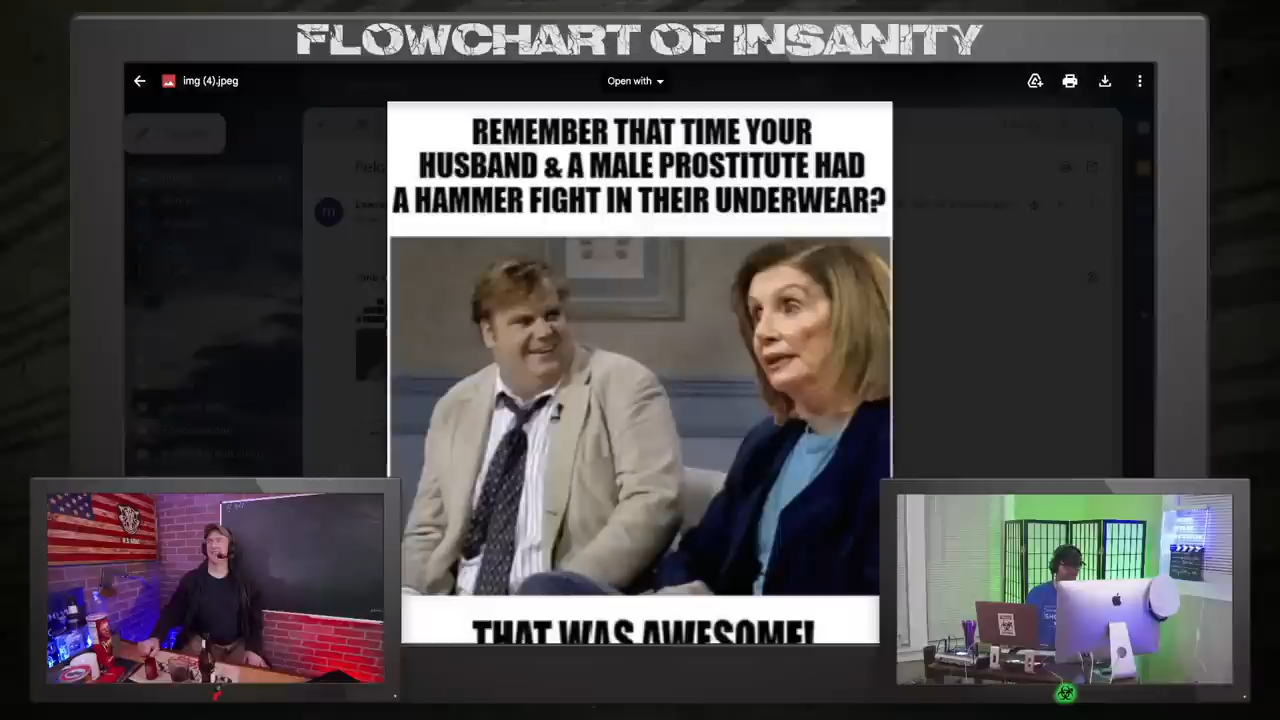 FLOWCHART OF INSANITY
img (4).jpeg
Open with
REMEMBER THAT TIME YOUR
HUSBAND & A MALE PROSTITUTE HAD
A HAMMER FIGHT IN THEIR UNDERWEAR?
THAT WAS AWESOME!